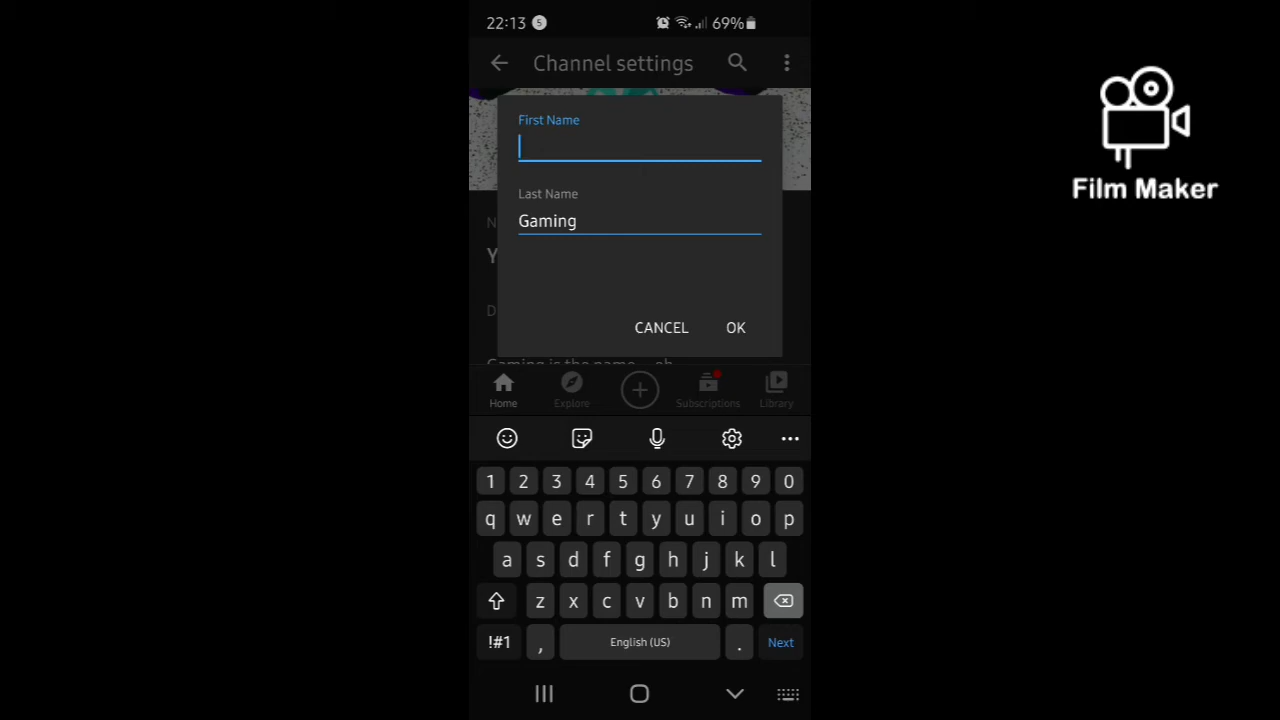 22:13 5 69%
Channel settings
First Name
Last Name
Gaming
CANCEL OK
Gaming is the name
Home Explore Subscriptions Library
1 2 3 4 5 6 7 8 9 0
q w e r t y u i o p
a s d f g h j k l
z x c v b n m
!#1 , English (US) . Next
Film Maker